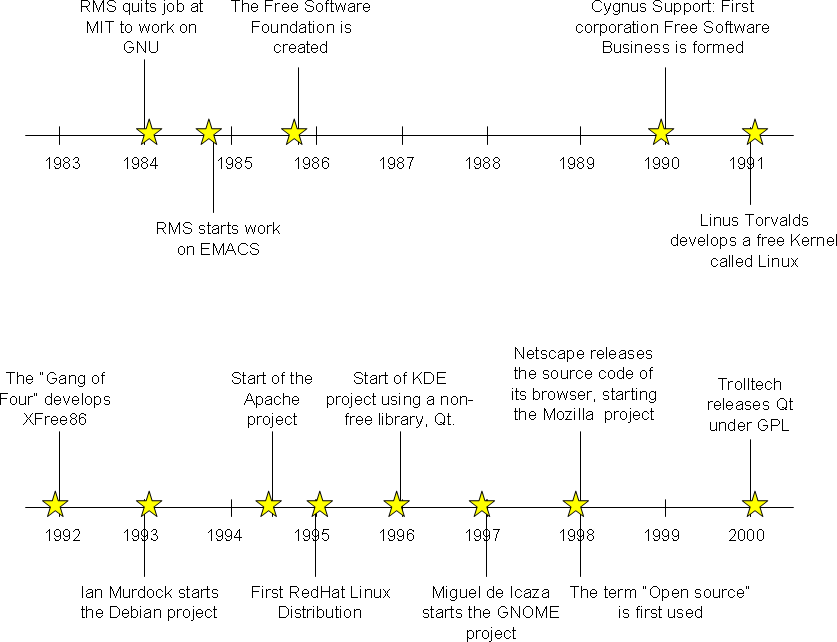 RMS quits job at
MIT to work on
GNU
The Free Software
Foundation is
created
Cygnus Support: First
corporation Free Software
Business is formed
1983 1984 1985 1986 1987 1988 1989 1990 1991
RMS starts work
on EMACS
Linus Torvalds
develops a free Kernel
called Linux
The "Gang of
Four" develops
XFree86
Start of the
Apache
project
Start of KDE
project using a non-
free library, Qt.
Netscape releases
the source code of
its browser, starting
the Mozilla project
Trolltech
releases Qt
under GPL
1992 1993 1994 1995 1996 1997 1998 1999 2000
Ian Murdock starts
the Debian project
First RedHat Linux
Distribution
Miguel de Icaza
starts the GNOME
project
The term "Open source"
is first used